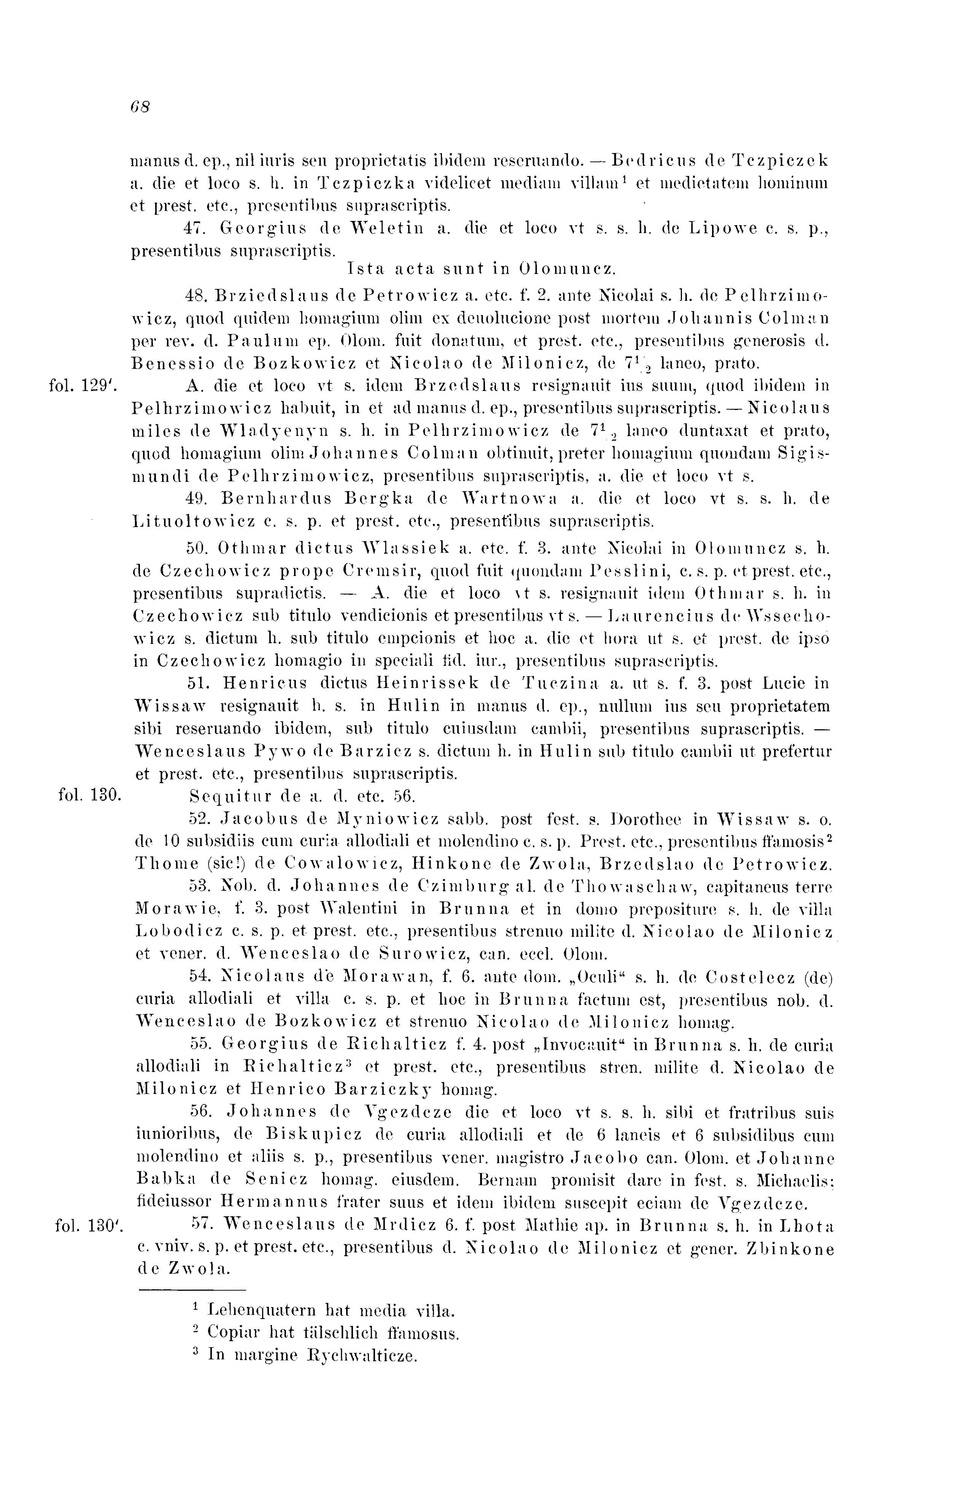 68
manus d. ep., nil iuris seu proprietatis ibidem reseruando. — Bedricus de Tczpiczek
a. die et loco s. h. in Tczpiczka videlicet mediam villam¹ et medietatem hominum
et prest. etc., presentibus suprascriptis.
47. Georgius de Weletin a. die et loco vt s. s. h. de Lipowe c. s. p.,
presentibus suprascriptis.
Ista acta sunt in Olomuncz.
48. Brziedslaus de Petrowicz a. etc. f. 2. ante Nicolai s. h. de Pelhrzimo-
wicz, quod quidem homagium olim ex deuolucione post mortem Johannis Colman
per rev. d. Paulum ep. Olom. fuit donatum, et prest. etc., presentibus generosis d.
Benessio de Bozkowicz et Nicolao de Milonicz, de 7½ laneo, prato.
fol. 129′. A. die et loco vt s. idem Brzedslaus resignauit ius suum, quod ibidem in
Pelhrzimowicz habuit, in et ad manus d. ep., presentibus suprascriptis. — Nicolaus
miles de Wladyenyn s. h. in Pelhrzimowicz de 7½ laneo duntaxat et prato,
quod homagium olim Johannes Colman obtinuit, preter homagium quondam Sigis-
mundi de Pelhrzimowicz, presentibus suprascriptis, a. die et loco vt s.
49. Bernhardus Bergka de Wartnowa a. die et loco vt s. s. h. de
Lituoltowicz c. s. p. et prest. etc., presentibus suprascriptis.
50. Othmar dictus Wlassiek a. etc. f. 3. ante Nicolai in Olomuncz s. h.
de Czechowicz prope Cremsir, quod fuit quondam Pesslini, c. s. p. et prest. etc.,
presentibus supradictis. — A. die et loco vt s. resignauit idem Othmar s. h. in
Czechowicz sub titulo vendicionis et presentibus vt s. — Laurencius de Wssecho-
wicz s. dictum h. sub titulo empcionis et hoc a. die et hora ut s. et prest. de ipso
in Czechowicz homagio in speciali fid. iur., presentibus suprascriptis.
51. Henricus dictus Heinrissek de Tuczina a. ut s. f. 3. post Lucie in
Wissaw resignauit h. s. in Hulin in manus d. ep., nullum ius seu proprietatem
sibi reseruando ibidem, sub titulo cuiusdam cambii, presentibus suprascriptis. —
Wenceslaus Pywo de Barzicz s. dictum h. in Hulin sub titulo cambii ut prefertur
et prest. etc., presentibus suprascriptis.
fol. 130. Sequitur de a. d. etc. 56.
52. Jacobus de Myniowicz sabb. post fest. s. Dorothee in Wissaw s. o.
de 10 subsidiis cum curia allodiali et molendino c. s. p. Prest. etc., presentibus ffamosis²
Thome (sic!) de Cowalowicz, Hinkone de Zwola, Brzedslao de Petrowicz.
53. Nob. d. Johannes de Czimburg al. de Thowaschaw, capitaneus terre
Morawie, f. 3. post Walentini in Brunna et in domo prepositure s. h. de villa
Lobodicz c. s. p. et prest. etc., presentibus strenuo milite d. Nicolao de Milonicz
et vener. d. Wenceslao de Surowicz, can. eccl. Olom.
54. Nicolaus de Morawan, f. 6. ante dom. „Oculi“ s. h. de Costelecz (de)
curia allodiali et villa c. s. p. et hoc in Brunna factum est, presentibus nob. d.
Wenceslao de Bozkowicz et strenuo Nicolao de Milonicz homag.
55. Georgius de Richalticz f. 4. post „Invocauit“ in Brunna s. h. de curia
allodiali in Richalticz³ et prest. etc., presentibus stren. milite d. Nicolao de
Milonicz et Henrico Barziczky homag.
56. Johannes de Vgezdcze die et loco vt s. s. h. sibi et fratribus suis
iunioribus, de Biskupicz de curia allodiali et de 6 laneis et 6 subsidibus cum
molendino et aliis s. p., presentibus vener. magistro Jacobo can. Olom. et Johanne
Babka de Senicz homag. eiusdem. Bernam promisit dare in fest. s. Michaelis;
fideiussor Hermannus frater suus et idem ibidem suscepit eciam de Vgezdcze.
fol. 130′. 57. Wenceslaus de Mrdicz 6. f. post Mathie ap. in Brunna s. h. in Lhota
c. vniv. s. p. et prest. etc., presentibus d. Nicolao de Milonicz et gener. Zbinkone
de Zwola.
¹ Lehenquatern hat media villa.
² Copiar hat fälschlich ffamosus.
³ In margine Rychwalticze.